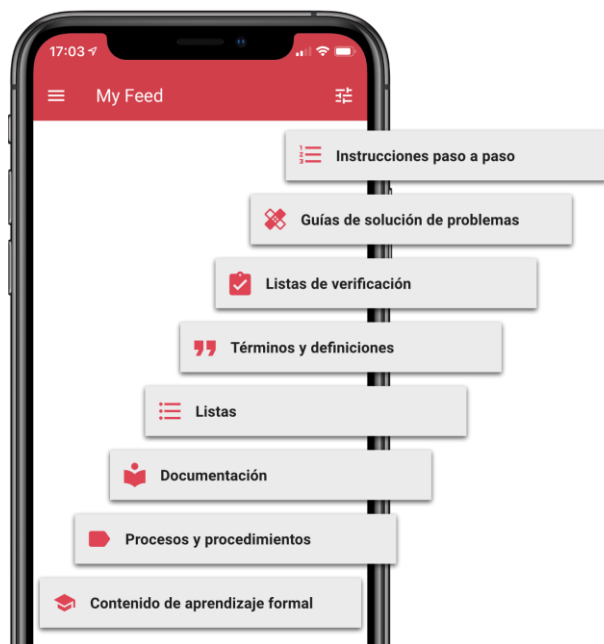 17:03
My Feed
Instrucciones paso a paso
Guías de solución de problemas
Listas de verificación
Términos y definiciones
Listas
Documentación
Procesos y procedimientos
Contenido de aprendizaje formal